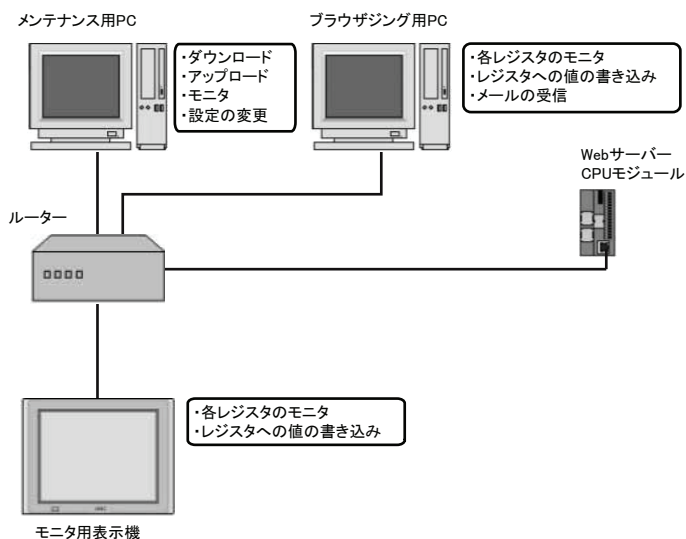 メンテナンス用PC
・ダウンロード
・アップロード
・モニタ
・設定の変更
ブラウザジング用PC
・各レジスタのモニタ
・レジスタへの値の書き込み
・メールの受信
Webサーバー
CPUモジュール
ルーター
・各レジスタのモニタ
・レジスタへの値の書き込み
モニタ用表示機